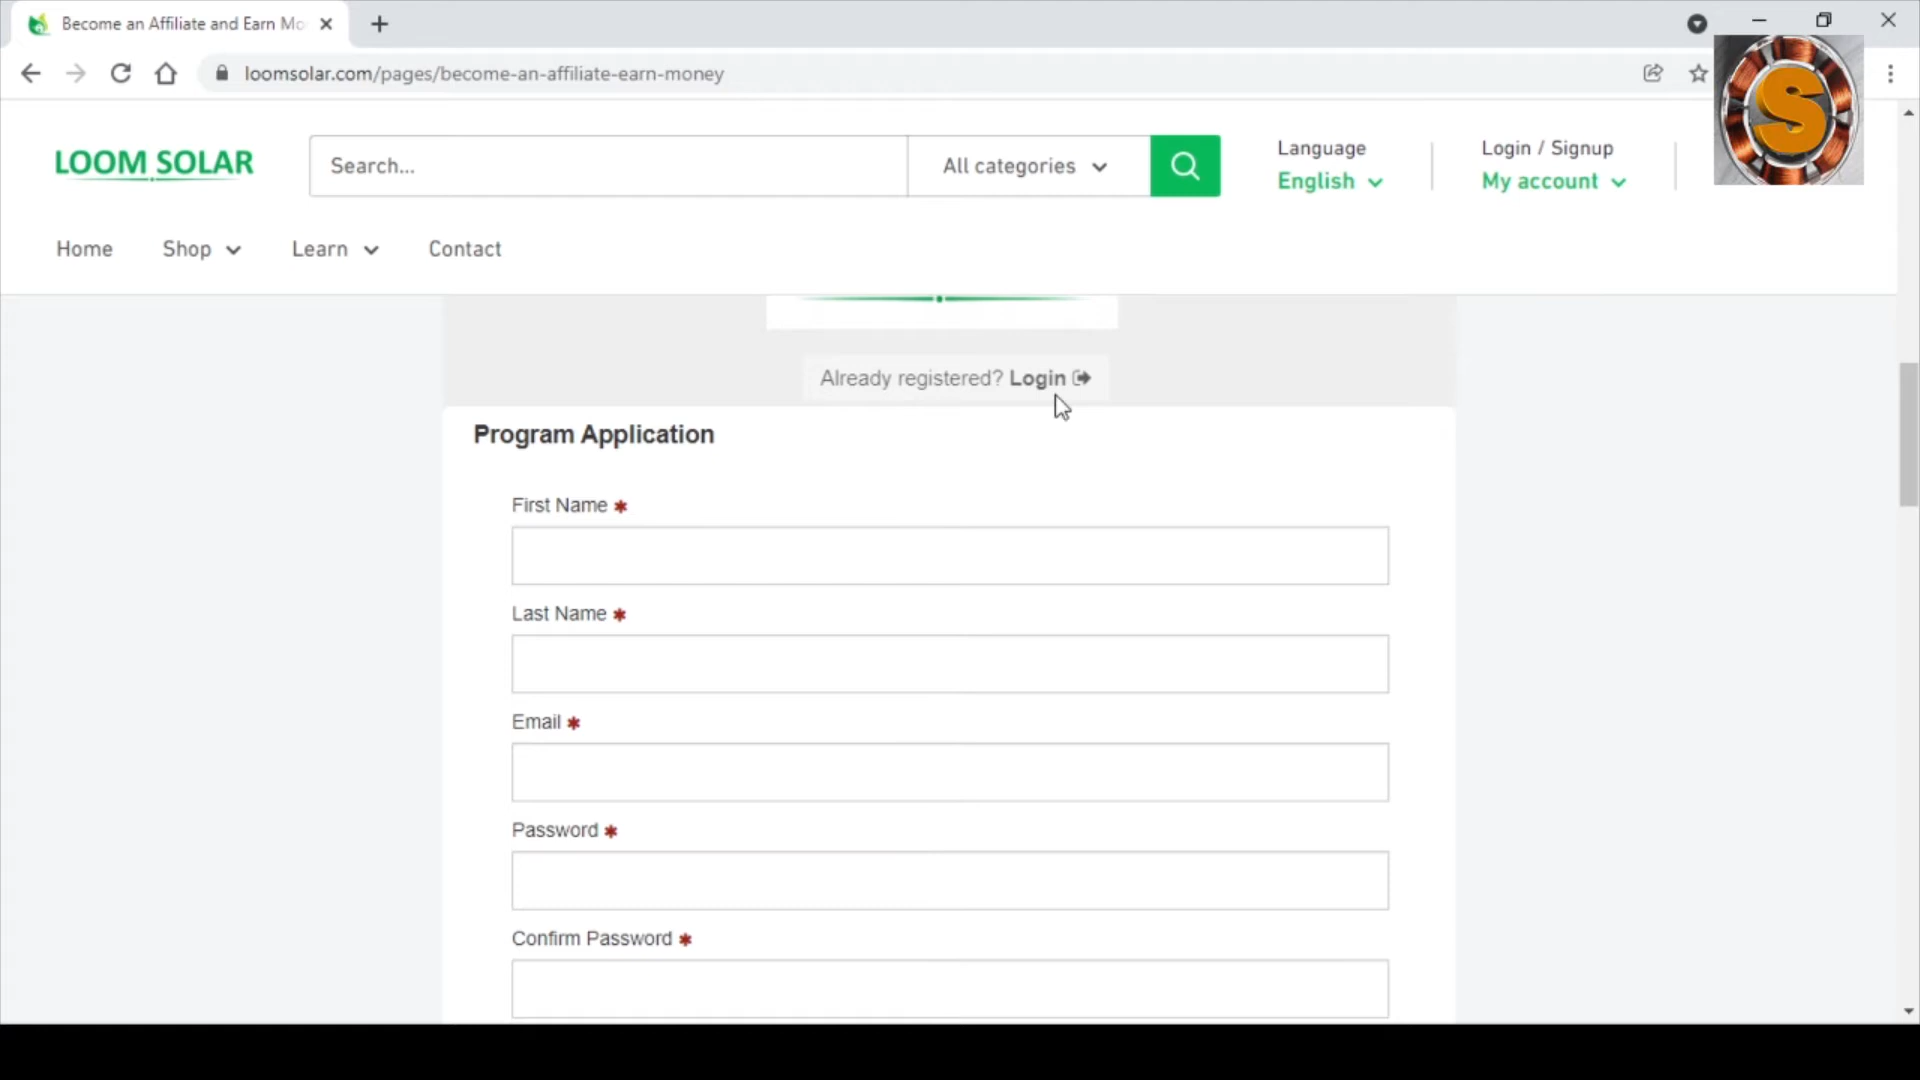 Become an Affiliate and Earn Mo
loomsolar.com/pages/become-an-affiliate-earn-money
LOOM SOLAR
Search...
All categories
Language
English
Login / Signup
My account
S
Home
Shop
Learn
Contact
Already registered? Login
Program Application
First Name *
Last Name *
Email *
Password *
Confirm Password *